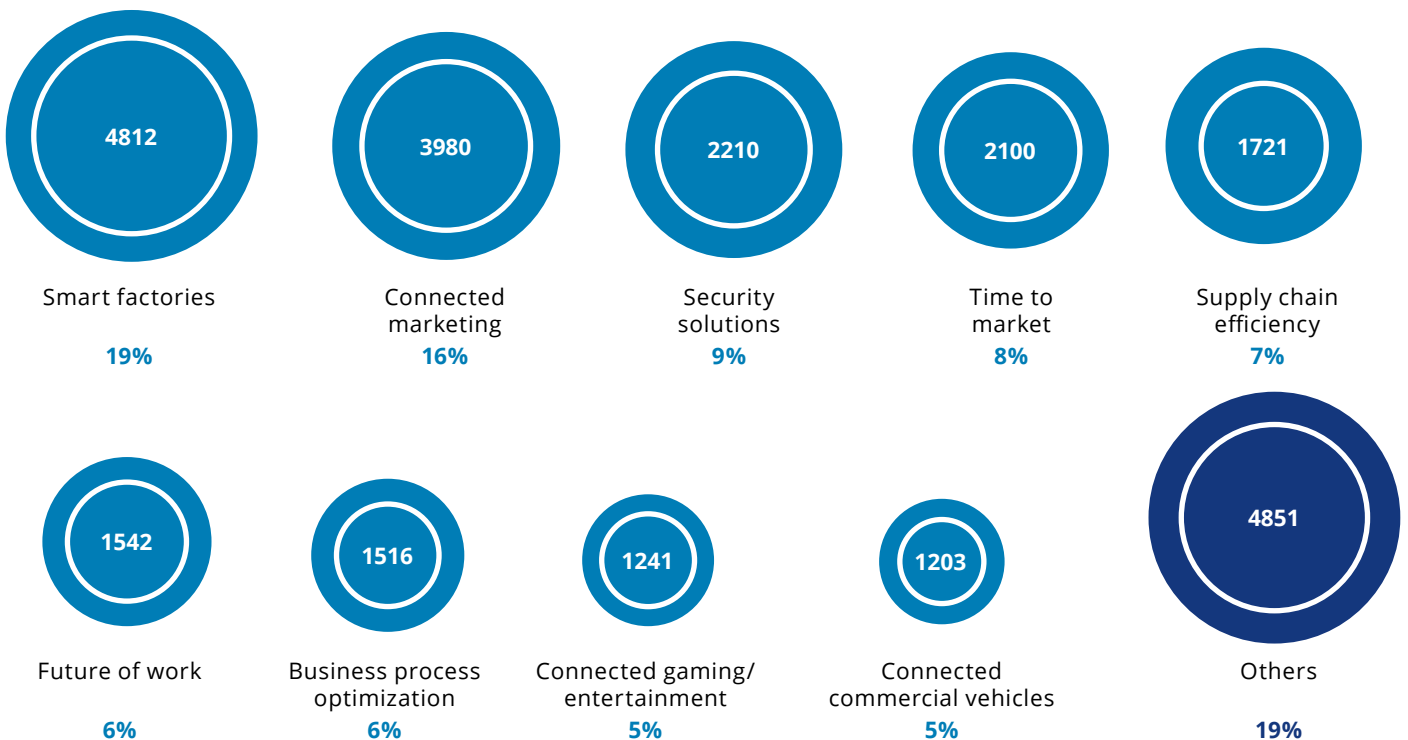 4812
3980
2210
2100
1721
Smart factories
Connected
marketing
Security
solutions
Time to
market
Supply chain
efficiency
19%
16%
9%
8%
7%
1542
1516
1241
1203
4851
Future of work
Business process
optimization
Connected gaming/
entertainment
Connected
commercial vehicles
Others
6%
6%
5%
5%
19%